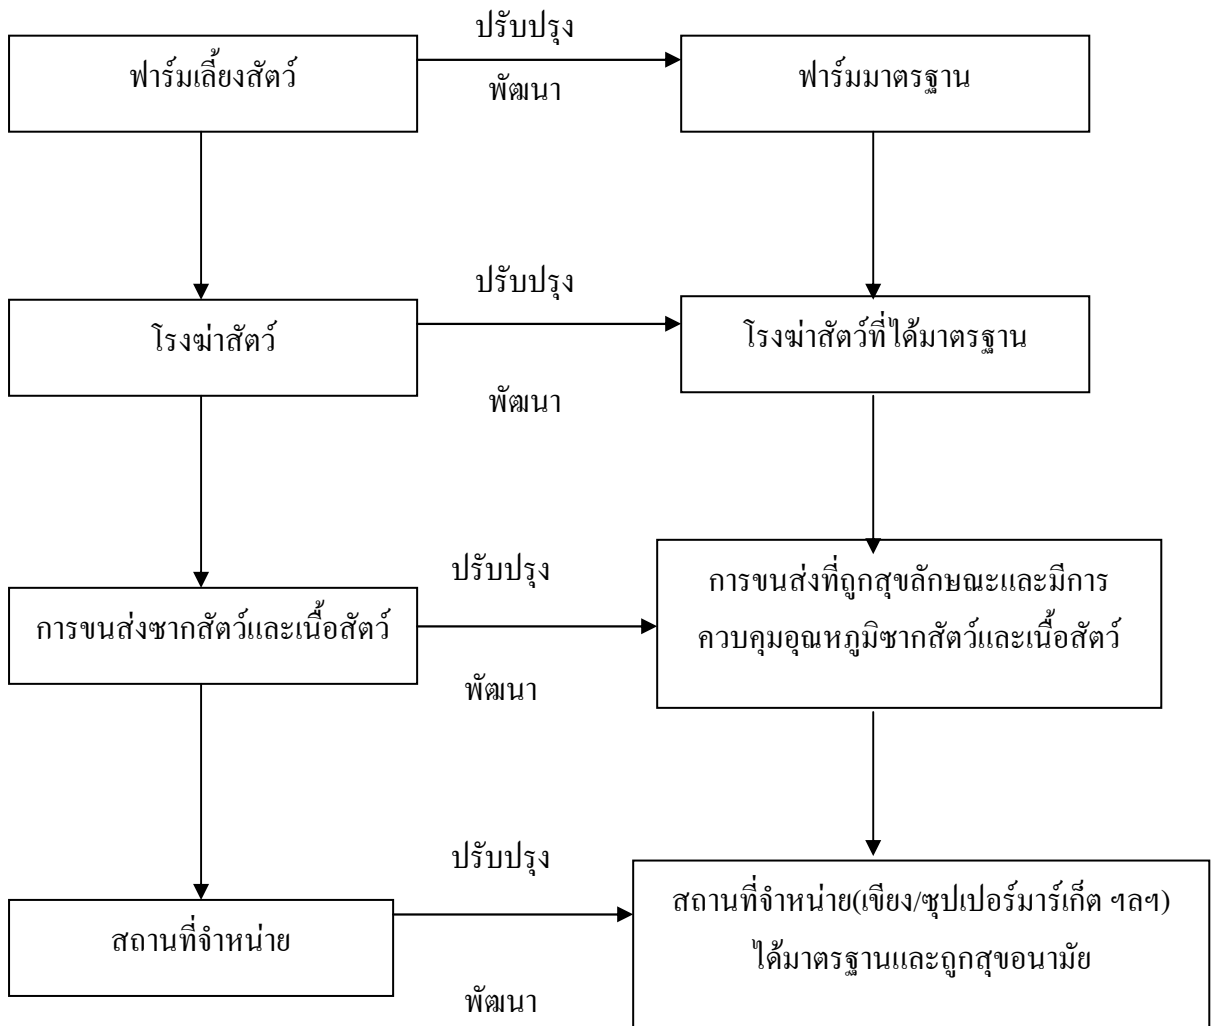 ปรับปรุง
ฟาร์มเลี้ยงสัตว์
พัฒนา
ฟาร์มมาตรฐาน
ปรับปรุง
โรงฆ่าสัตว์
พัฒนา
โรงฆ่าสัตว์ที่ได้มาตรฐาน
ปรับปรุง
การขนส่งซากสัตว์และเนื้อสัตว์
พัฒนา
การขนส่งที่ถูกสุขลักษณะและมีการ
ควบคุมอุณหภูมิซากสัตว์และเนื้อสัตว์
ปรับปรุง
สถานที่จำหน่าย
พัฒนา
สถานที่จำหน่าย(เขียง/ซุปเปอร์มาร์เก็ต ฯลฯ)
ได้มาตรฐานและถูกสุขอนามัย